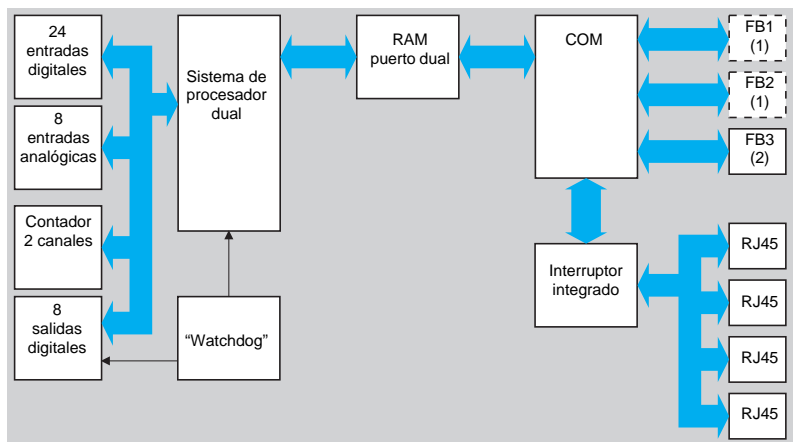 24
entradas
digitales
8
entradas
analógicas
Contador
2 canales
8
salidas
digitales
Sistema de
procesador
dual
“Watchdog”
RAM
puerto dual
COM
Interruptor
integrado
FB1
(1)
FB2
(1)
FB3
(2)
RJ45
RJ45
RJ45
RJ45